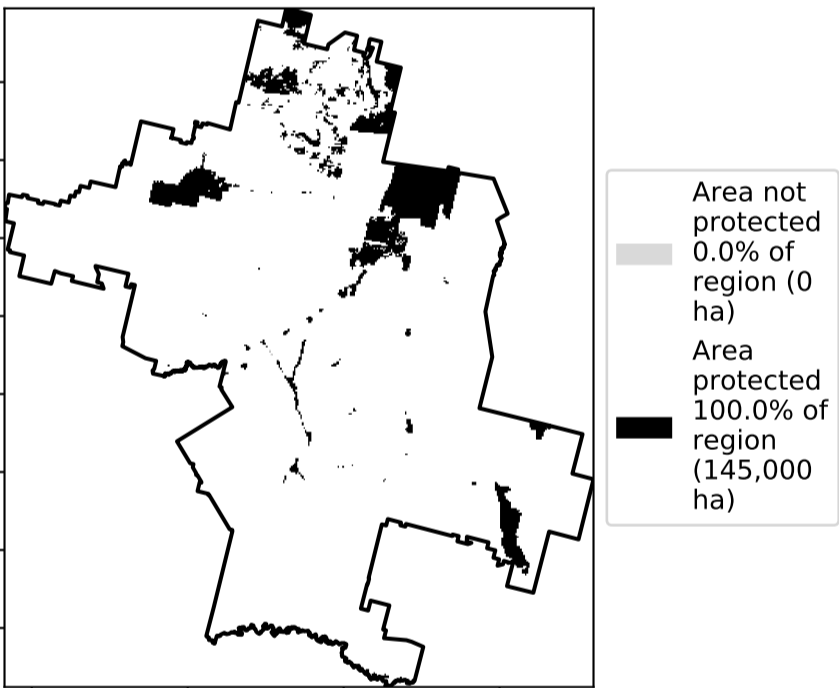 Area not
protected
0.0% of
region (0
ha)
Area
protected
100.0% of
region
(145,000
ha)